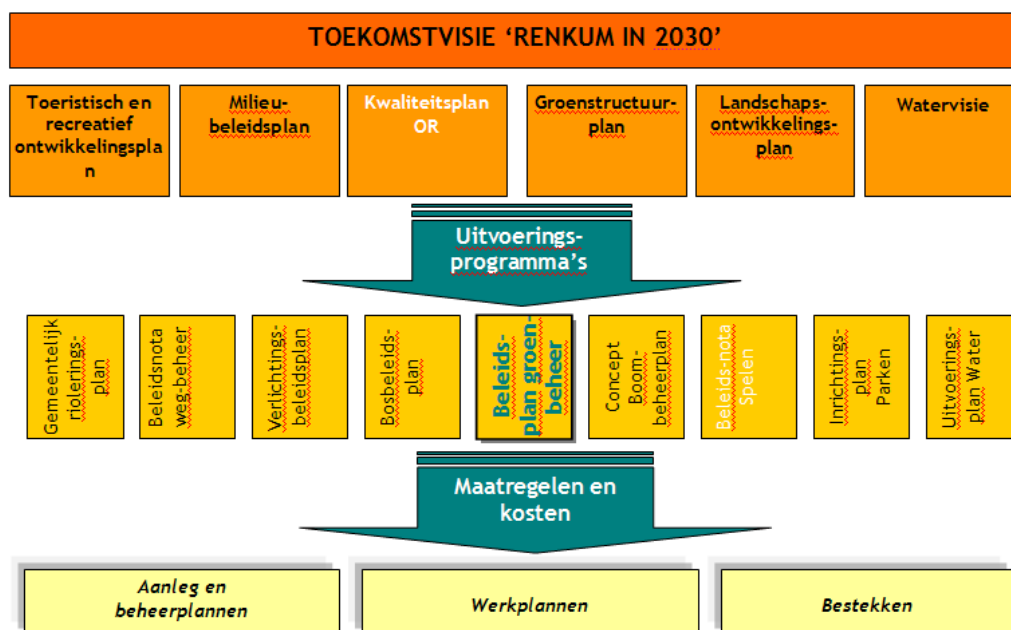 TOEKOMSTVISIE ‘RENKUM IN 2030’
Toeristisch en
recreatief
ontwikkelingspla
n
Milieu-
beleidsplan
Kwaliteitsplan
OR
Groenstructuur-
plan
Landschaps-
ontwikkelings-
plan
Watervisie
Uitvoerings-
programma’s
Gemeentelijk
riolerings-
plan
Beleidsnota
weg-beheer
Verlichtings-
beleidsplan
Bosbeleids-
plan
Beleids-
plan groen-
beheer
Concept
Boom-
beheerplan
Beleids-nota
Spelen
Inrichtings-
plan
Parken
Uitvoerings-
plan Water
Maatregelen en
kosten
Aanleg en
beheerplannen
Werkplannen
Bestekken